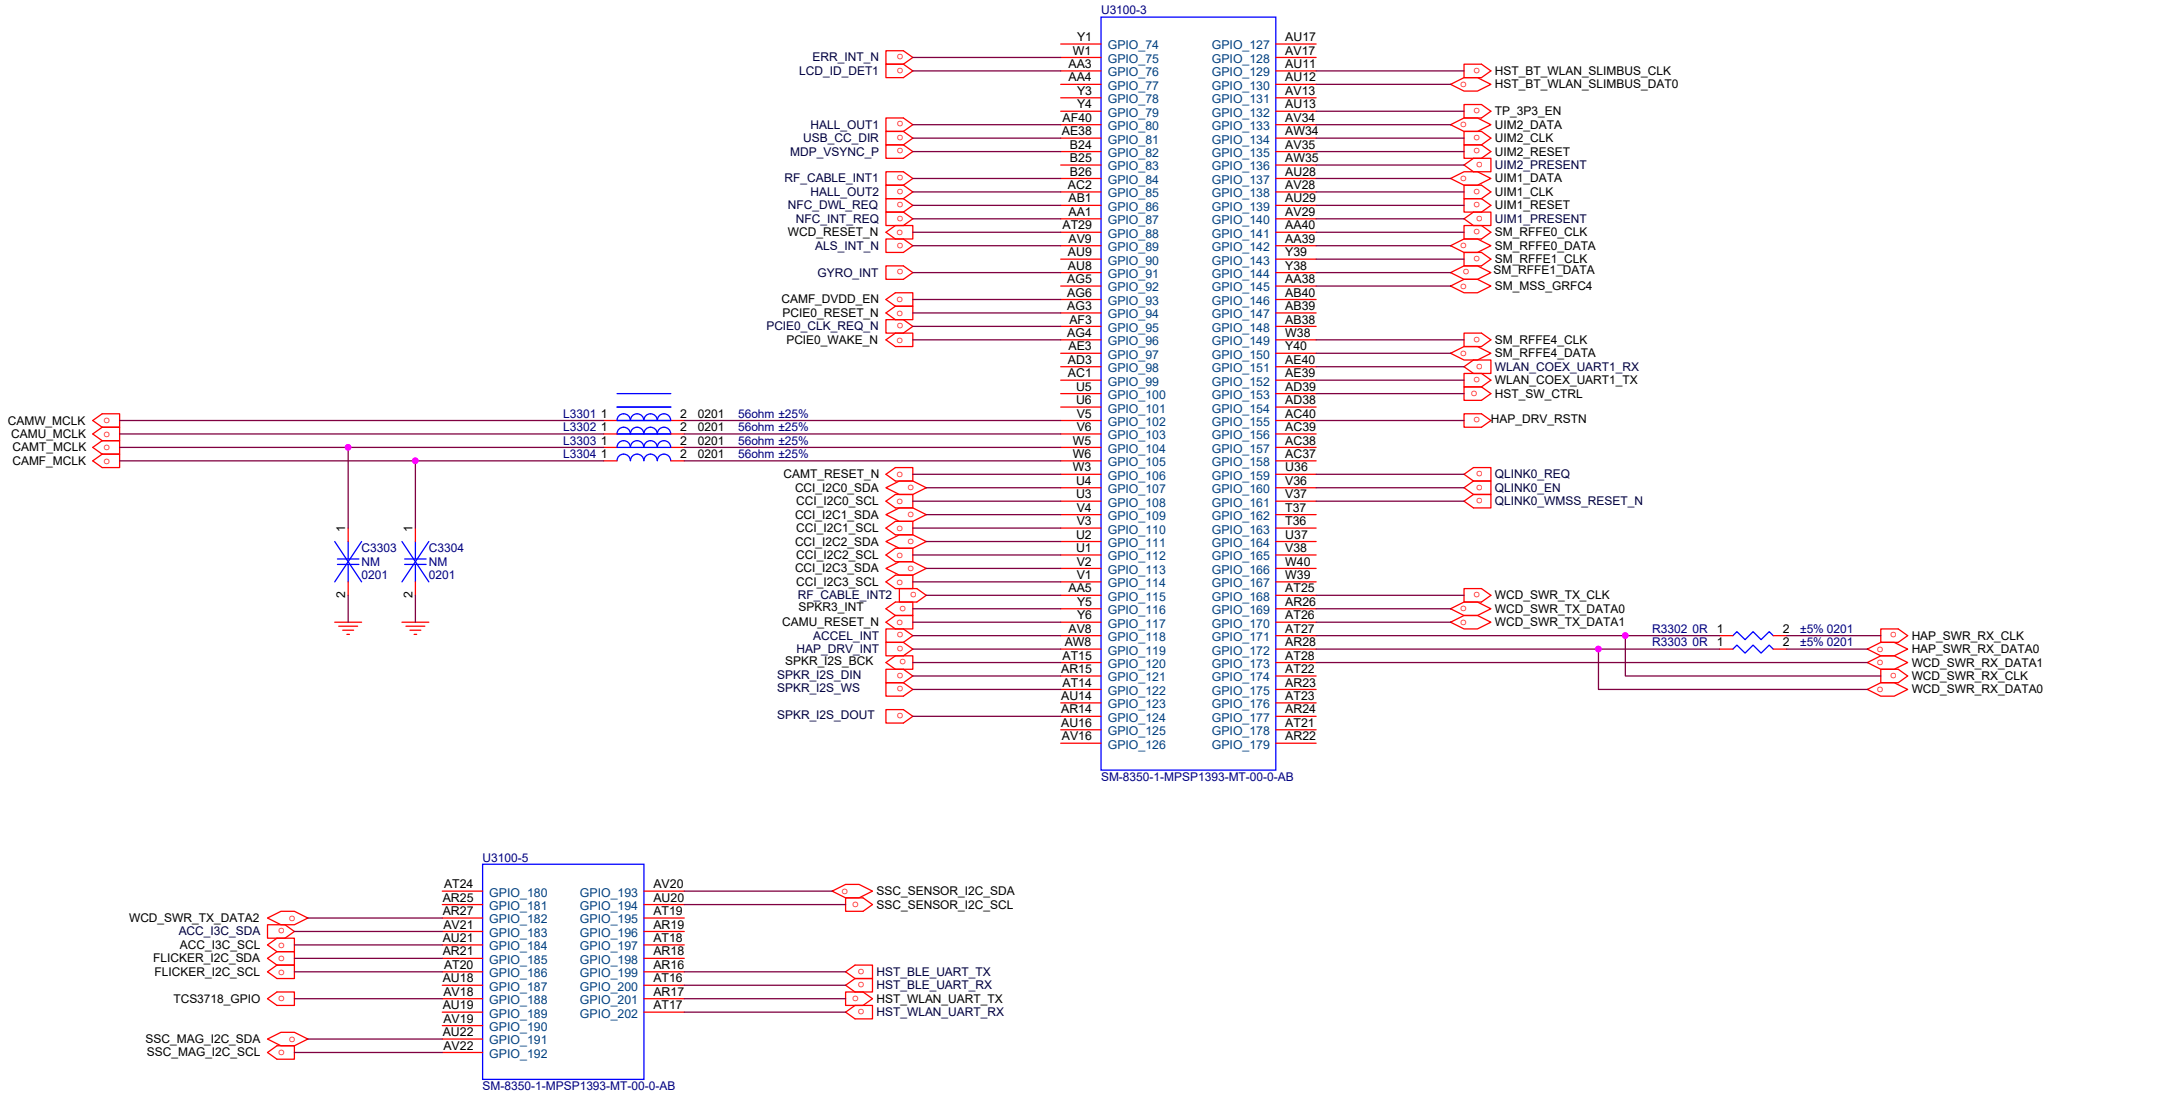 U3100-3
ERR_INT_N
LCD_ID_DET1
HALL_OUT1
USB_CC_DIR
MDP_VSYNC_P
RF_CABLE_INT1
HALL_OUT2
NFC_DWL_REQ
NFC_INT_REQ
WCD_RESET_N
ALS_INT_N
GYRO_INT
CAMF_DVDD_EN
PCIE0_RESET_N
PCIE0_CLK_REQ_N
PCIE0_WAKE_N
CAMW_MCLK L3301 1 2 0201 56ohm ±25%
CAMU_MCLK L3302 1 2 0201 56ohm ±25%
CAMT_MCLK L3303 1 2 0201 56ohm ±25%
CAMF_MCLK L3304 1 2 0201 56ohm ±25%
1 C3303 NM 0201 2
1 C3304 NM 0201 2
CAMT_RESET_N
CCI_I2C0_SDA
CCI_I2C0_SCL
CCI_I2C1_SDA
CCI_I2C1_SCL
CCI_I2C2_SDA
CCI_I2C2_SCL
CCI_I2C3_SDA
CCI_I2C3_SCL
RF_CABLE_INT2
SPKR3_INT
CAMU_RESET_N
ACCEL_INT
HAP_DRV_INT
SPKR_I2S_BCK
SPKR_I2S_DIN
SPKR_I2S_WS
SPKR_I2S_DOUT
Y1 GPIO_74 GPIO_127 AU17
W1 GPIO_75 GPIO_128 AV17
AA3 GPIO_76 GPIO_129 AU11
AA4 GPIO_77 GPIO_130 AU12
Y3 GPIO_78 GPIO_131 AV13
Y4 GPIO_79 GPIO_132 AU13
AF40 GPIO_80 GPIO_133 AV34
AE38 GPIO_81 GPIO_134 AW34
B24 GPIO_82 GPIO_135 AV35
B25 GPIO_83 GPIO_136 AW35
B26 GPIO_84 GPIO_137 AU28
AC2 GPIO_85 GPIO_138 AV28
AB1 GPIO_86 GPIO_139 AU29
AA1 GPIO_87 GPIO_140 AV29
AT29 GPIO_88 GPIO_141 AA40
AV9 GPIO_89 GPIO_142 AA39
AU9 GPIO_90 GPIO_143 Y39
AU8 GPIO_91 GPIO_144 Y38
AG5 GPIO_92 GPIO_145 AA38
AG6 GPIO_93 GPIO_146 AB40
AG3 GPIO_94 GPIO_147 AB39
AF3 GPIO_95 GPIO_148 AB38
AG4 GPIO_96 GPIO_149 W38
AE3 GPIO_97 GPIO_150 Y40
AD3 GPIO_98 GPIO_151 AE40
AC1 GPIO_99 GPIO_152 AE39
U5 GPIO_100 GPIO_153 AD39
U6 GPIO_101 GPIO_154 AD38
V5 GPIO_102 GPIO_155 AC40
V6 GPIO_103 GPIO_156 AC39
W5 GPIO_104 GPIO_157 AC38
W6 GPIO_105 GPIO_158 AC37
W3 GPIO_106 GPIO_159 U36
U4 GPIO_107 GPIO_160 V36
U3 GPIO_108 GPIO_161 V37
V4 GPIO_109 GPIO_162 T37
V3 GPIO_110 GPIO_163 T36
U2 GPIO_111 GPIO_164 U37
U1 GPIO_112 GPIO_165 V38
V2 GPIO_113 GPIO_166 W40
V1 GPIO_114 GPIO_167 W39
AA5 GPIO_115 GPIO_168 AT25
Y5 GPIO_116 GPIO_169 AR26
Y6 GPIO_117 GPIO_170 AT26
AV8 GPIO_118 GPIO_171 AT27
AW8 GPIO_119 GPIO_172 AR28
AT15 GPIO_120 GPIO_173 AT28
AR15 GPIO_121 GPIO_174 AT22
AT14 GPIO_122 GPIO_175 AR23
AU14 GPIO_123 GPIO_176 AT23
AR14 GPIO_124 GPIO_177 AR24
AU16 GPIO_125 GPIO_178 AT21
AV16 GPIO_126 GPIO_179 AR22
SM-8350-1-MPSP1393-MT-00-0-AB
HST_BT_WLAN_SLIMBUS_CLK
HST_BT_WLAN_SLIMBUS_DAT0
TP_3P3_EN
UIM2_DATA
UIM2_CLK
UIM2_RESET
UIM2_PRESENT
UIM1_DATA
UIM1_CLK
UIM1_RESET
UIM1_PRESENT
SM_RFFE0_CLK
SM_RFFE0_DATA
SM_RFFE1_CLK
SM_RFFE1_DATA
SM_MSS_GRFC4
SM_RFFE4_CLK
SM_RFFE4_DATA
WLAN_COEX_UART1_RX
WLAN_COEX_UART1_TX
HST_SW_CTRL
HAP_DRV_RSTN
QLINK0_REQ
QLINK0_EN
QLINK0_WMSS_RESET_N
WCD_SWR_TX_CLK
WCD_SWR_TX_DATA0
WCD_SWR_TX_DATA1
R3302 0R 1 2 ±5% 0201 HAP_SWR_RX_CLK
R3303 0R 1 2 ±5% 0201 HAP_SWR_RX_DATA0
WCD_SWR_RX_DATA1
WCD_SWR_RX_CLK
WCD_SWR_RX_DATA0
U3100-5
WCD_SWR_TX_DATA2
ACC_I3C_SDA
ACC_I3C_SCL
FLICKER_I2C_SDA
FLICKER_I2C_SCL
TCS3718_GPIO
SSC_MAG_I2C_SDA
SSC_MAG_I2C_SCL
AT24 GPIO_180 GPIO_193 AV20
AR25 GPIO_181 GPIO_194 AU20
AR27 GPIO_182 GPIO_195 AT19
AV21 GPIO_183 GPIO_196 AR19
AU21 GPIO_184 GPIO_197 AT18
AR21 GPIO_185 GPIO_198 AR18
AT20 GPIO_186 GPIO_199 AR16
AU18 GPIO_187 GPIO_200 AT16
AV18 GPIO_188 GPIO_201 AR17
AU19 GPIO_189 GPIO_202 AT17
AV19 GPIO_190
AU22 GPIO_191
AV22 GPIO_192
SM-8350-1-MPSP1393-MT-00-0-AB
SSC_SENSOR_I2C_SDA
SSC_SENSOR_I2C_SCL
HST_BLE_UART_TX
HST_BLE_UART_RX
HST_WLAN_UART_TX
HST_WLAN_UART_RX